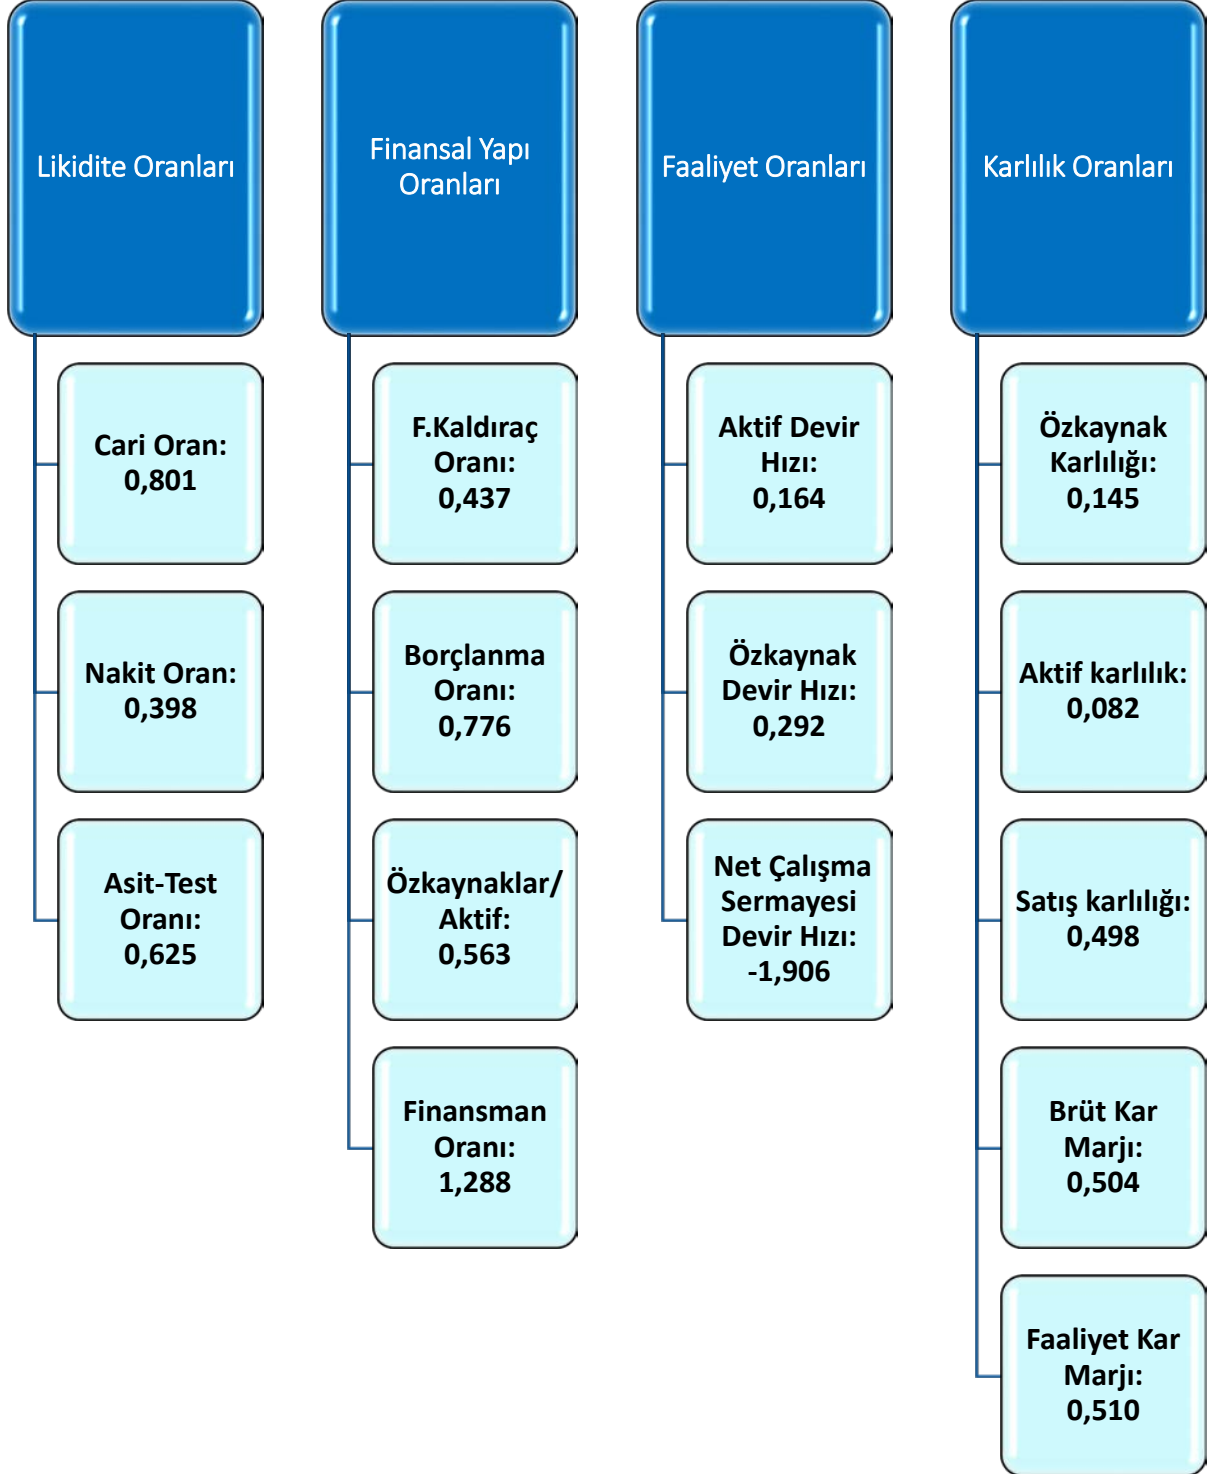 Likidite Oranları
Cari Oran:
0,801
Nakit Oran:
0,398
Asit-Test
Oranı:
0,625
Finansal Yapı
Oranları
F.Kaldıraç
Oranı:
0,437
Borçlanma
Oranı:
0,776
Özkaynaklar/
Aktif:
0,563
Finansman
Oranı:
1,288
Faaliyet Oranları
Aktif Devir
Hızı:
0,164
Özkaynak
Devir Hızı:
0,292
Net Çalışma
Sermayesi
Devir Hızı:
-1,906
Karlılık Oranları
Özkaynak
Karlılığı:
0,145
Aktif karlılık:
0,082
Satış karlılığı:
0,498
Brüt Kar
Marjı:
0,504
Faaliyet Kar
Marjı:
0,510